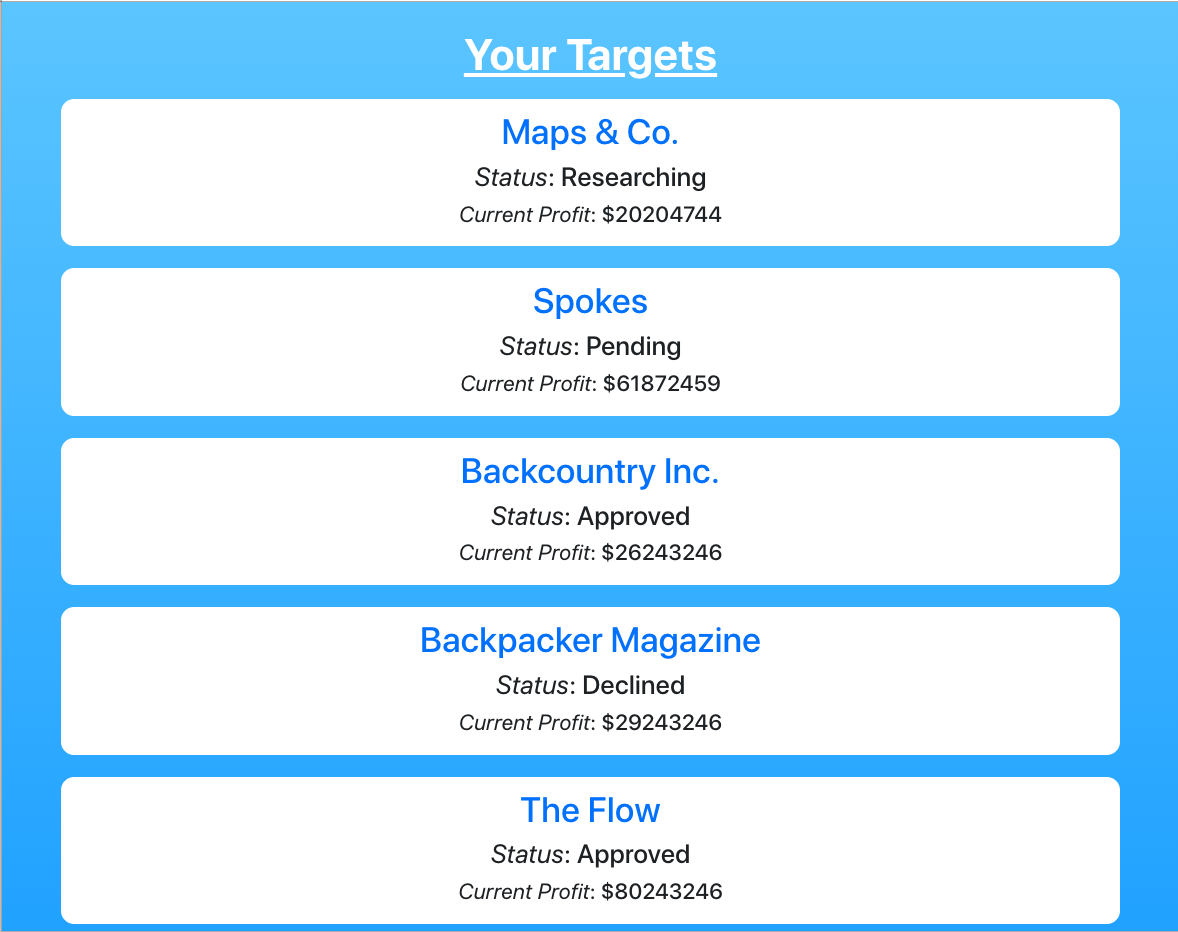 Your Targets
Maps & Co.
Status: Researching
Current Profit: $20204744
Spokes
Status: Pending
Current Profit: $61872459
Backcountry Inc.
Status: Approved
Current Profit: $26243246
Backpacker Magazine
Status: Declined
Current Profit: $29243246
The Flow
Status: Approved
Current Profit: $80243246